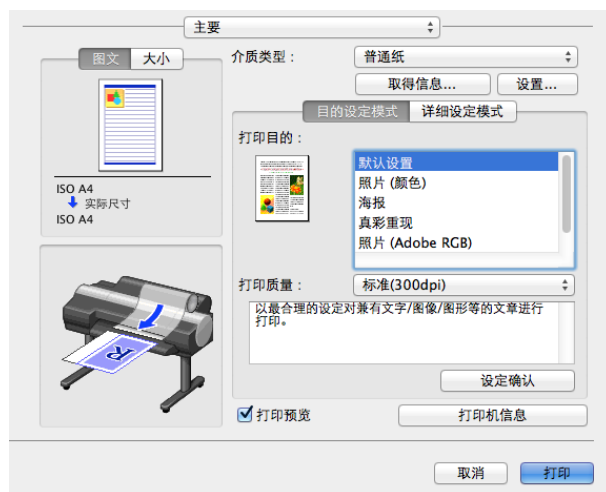 主要
图文 大小
介质类型： 普通纸
取得信息... 设置...
目的设定模式 详细设定模式
打印目的：
默认设置
照片 (颜色)
海报
真彩重现
照片 (Adobe RGB)
ISO A4
实际尺寸
ISO A4
打印质量： 标准(300dpi)
以最合理的设定对兼有文字/图像/图形等的文章进行
打印。
R
设定确认
打印预览 打印机信息
取消 打印